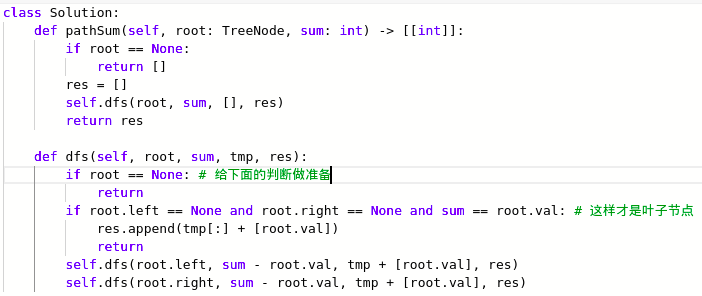 class Solution:
    def pathSum(self, root: TreeNode, sum: int) -> [[int]]:
        if root == None:
            return []
        res = []
        self.dfs(root, sum, [], res)
        return res

    def dfs(self, root, sum, tmp, res):
        if root == None: # 给下面的判断做准备
            return
        if root.left == None and root.right == None and sum == root.val: # 这样才是叶子节点
            res.append(tmp[:] + [root.val])
            return
        self.dfs(root.left, sum - root.val, tmp + [root.val], res)
        self.dfs(root.right, sum - root.val, tmp + [root.val], res)